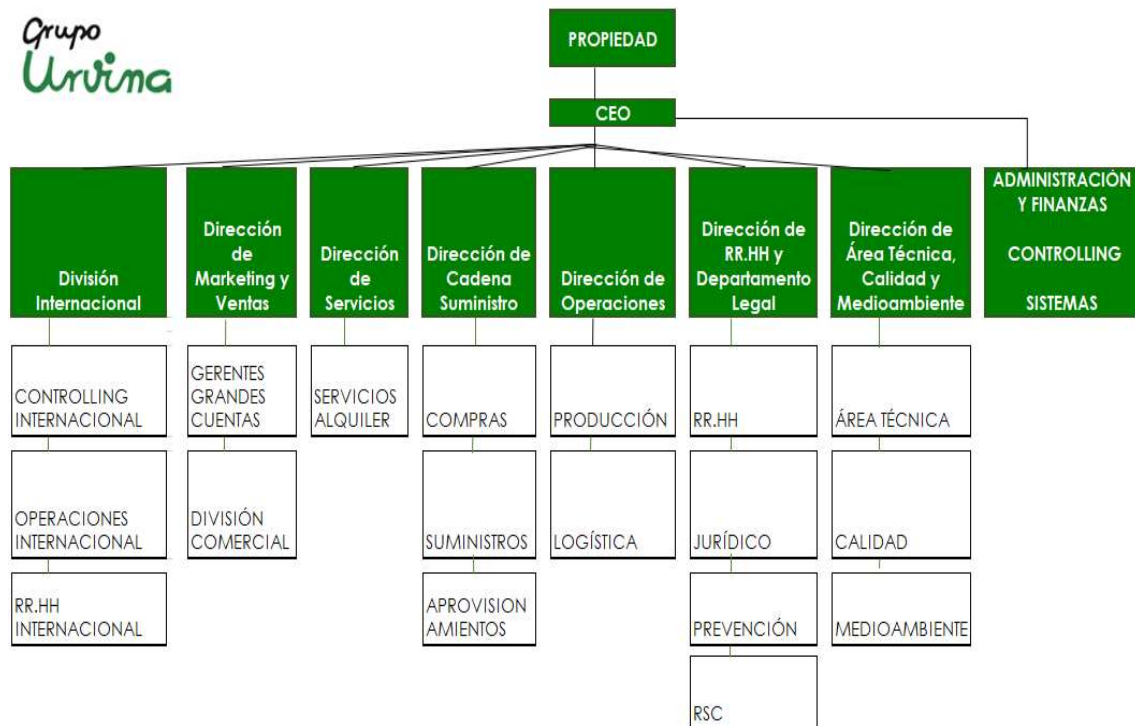 Grupo
Urvina
PROPIEDAD
CEO
División
Internacional
Dirección
de
Marketing y
Ventas
Dirección
de
Servicios
Dirección de
Cadena
Suministro
Dirección de
Operaciones
Dirección de
RR.HH y
Departamento
Legal
Dirección de
Área Técnica,
Calidad y
Medioambiente
ADMINISTRACIÓN
Y FINANZAS
CONTROLLING
SISTEMAS
CONTROLLING
INTERNACIONAL
GERENTES
GRANDES
CUENTAS
SERVICIOS
ALQUILER
COMPRAS
PRODUCCIÓN
RR.HH
ÁREA TÉCNICA
OPERACIONES
INTERNACIONAL
DIVISIÓN
COMERCIAL
SUMINISTROS
LOGÍSTICA
JURÍDICO
CALIDAD
RR.HH
INTERNACIONAL
APROVISION
AMIENTOS
PREVENCIÓN
MEDIOAMBIENTE
RSC